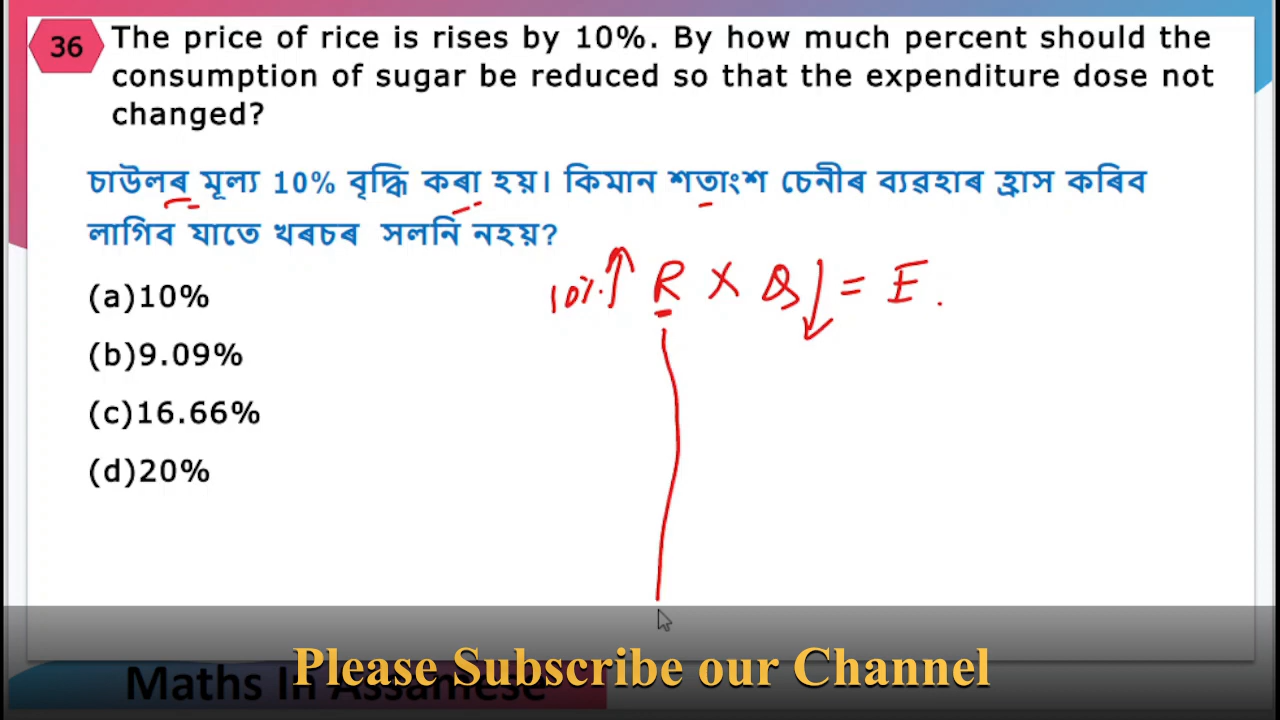 36
The price of rice is rises by 10%. By how much percent should the
consumption of sugar be reduced so that the expenditure dose not
changed?
চাউলৰ মূল্য 10% বৃদ্ধি কৰা হয়। কিমান শতাংশ চেনীৰ ব্যৱহাৰ হ্রাস কৰিব
লাগিব যাতে খৰচৰ সলনি নহয়?
10%.↑ R X Q↓ = E.
(a)10%
(b)9.09%
(c)16.66%
(d)20%
Please Subscribe our Channel
Maths In Assamese